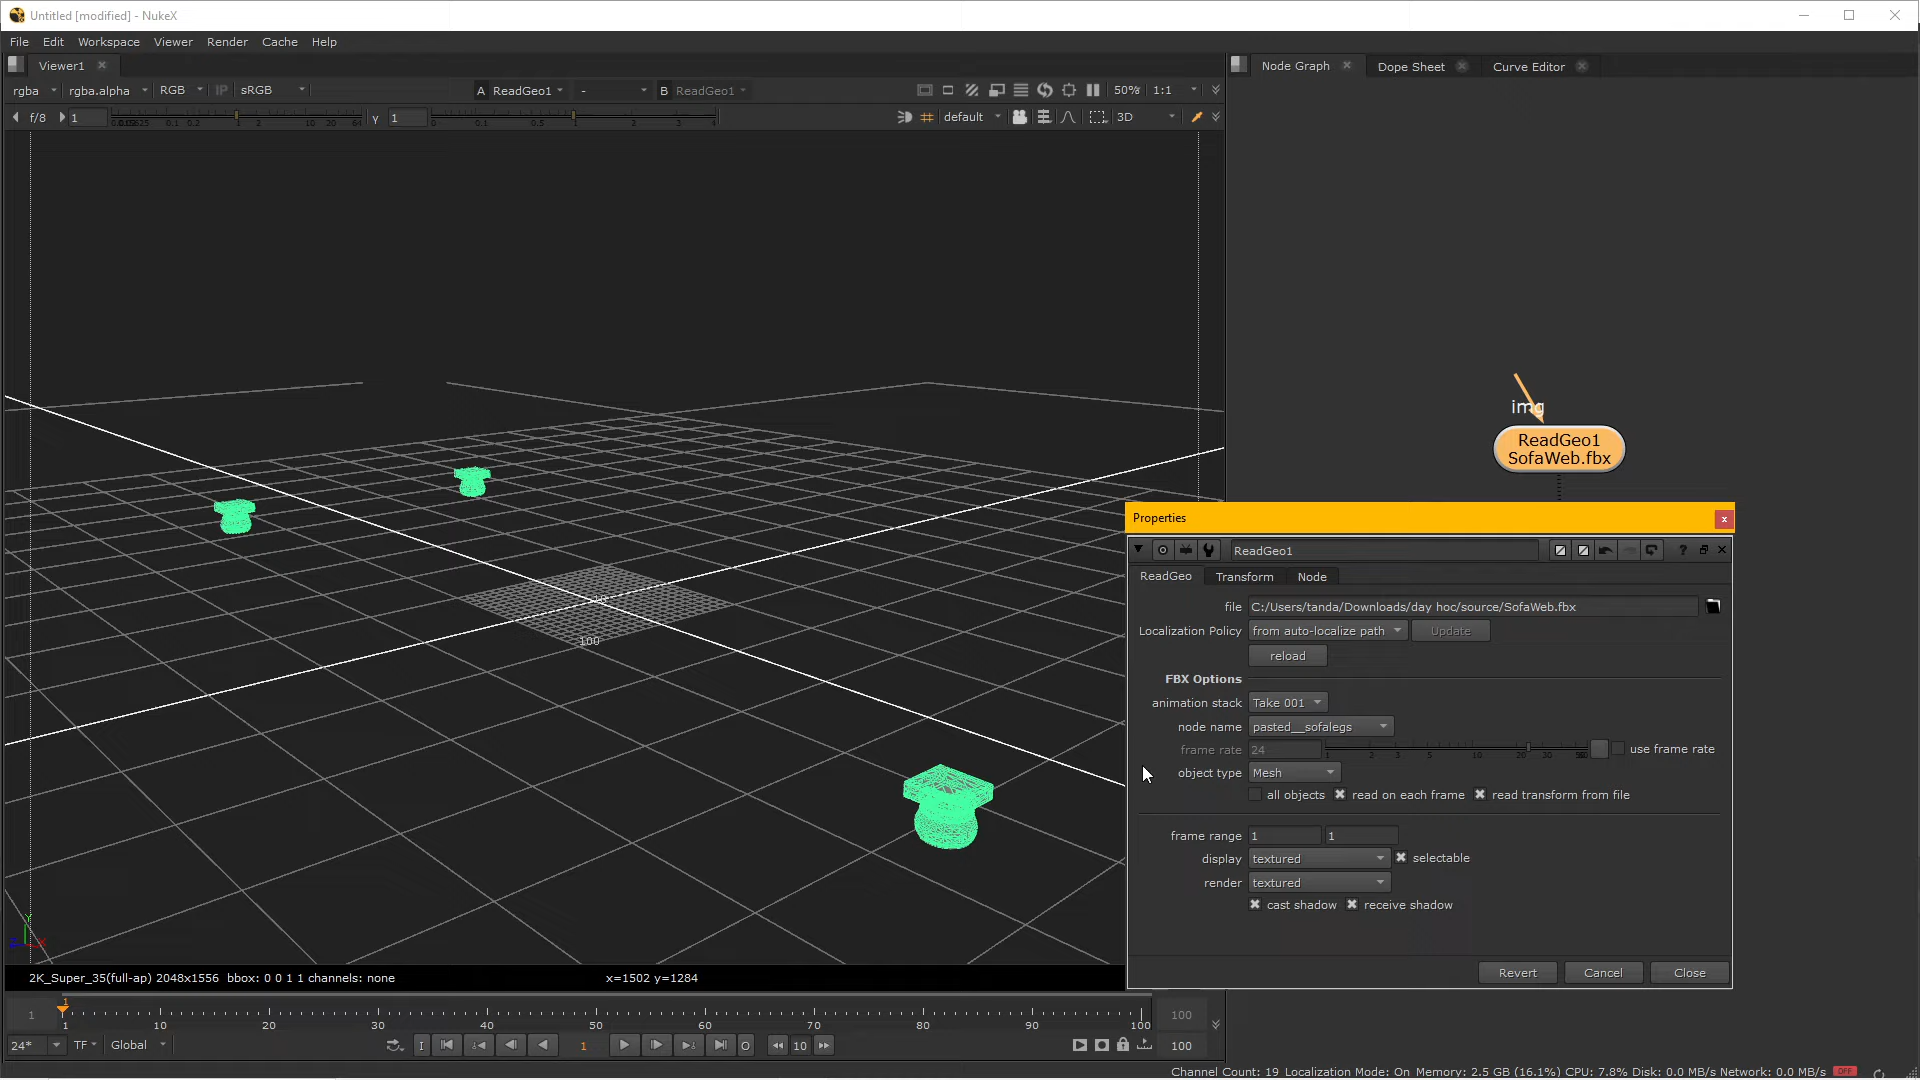 Untitled [modified] - NukeX
File Edit Workspace Viewer Render Cache Help
Viewer1
Node Graph Dope Sheet Curve Editor
rgba rgba.alpha RGB IP sRGB A ReadGeo1 - B ReadGeo1 50% 1:1
f/8 1 γ 1 default 3D
img
ReadGeo1
SofaWeb.fbx
100
Properties
ReadGeo1
ReadGeo Transform Node
file C:/Users/tanda/Downloads/day hoc/source/SofaWeb.fbx
Localization Policy from auto-localize path Update
reload
FBX Options
animation stack Take 001
node name pasted__sofalegs
frame rate 24 use frame rate
object type Mesh
all objects read on each frame read transform from file
frame range 1 1
display textured selectable
render textured
cast shadow receive shadow
Revert Cancel Close
Y
X
2K_Super_35(full-ap) 2048x1556 bbox: 0 0 1 1 channels: none x=1502 y=1284
1
1 100
1 10 20 30 40 50 60 70 80 90 100
24* TF Global I 1 O 10 100
Channel Count: 19 Localization Mode: On Memory: 2.5 GB (16.1%) CPU: 7.8% Disk: 0.0 MB/s Network: 0.0 MB/s OFF